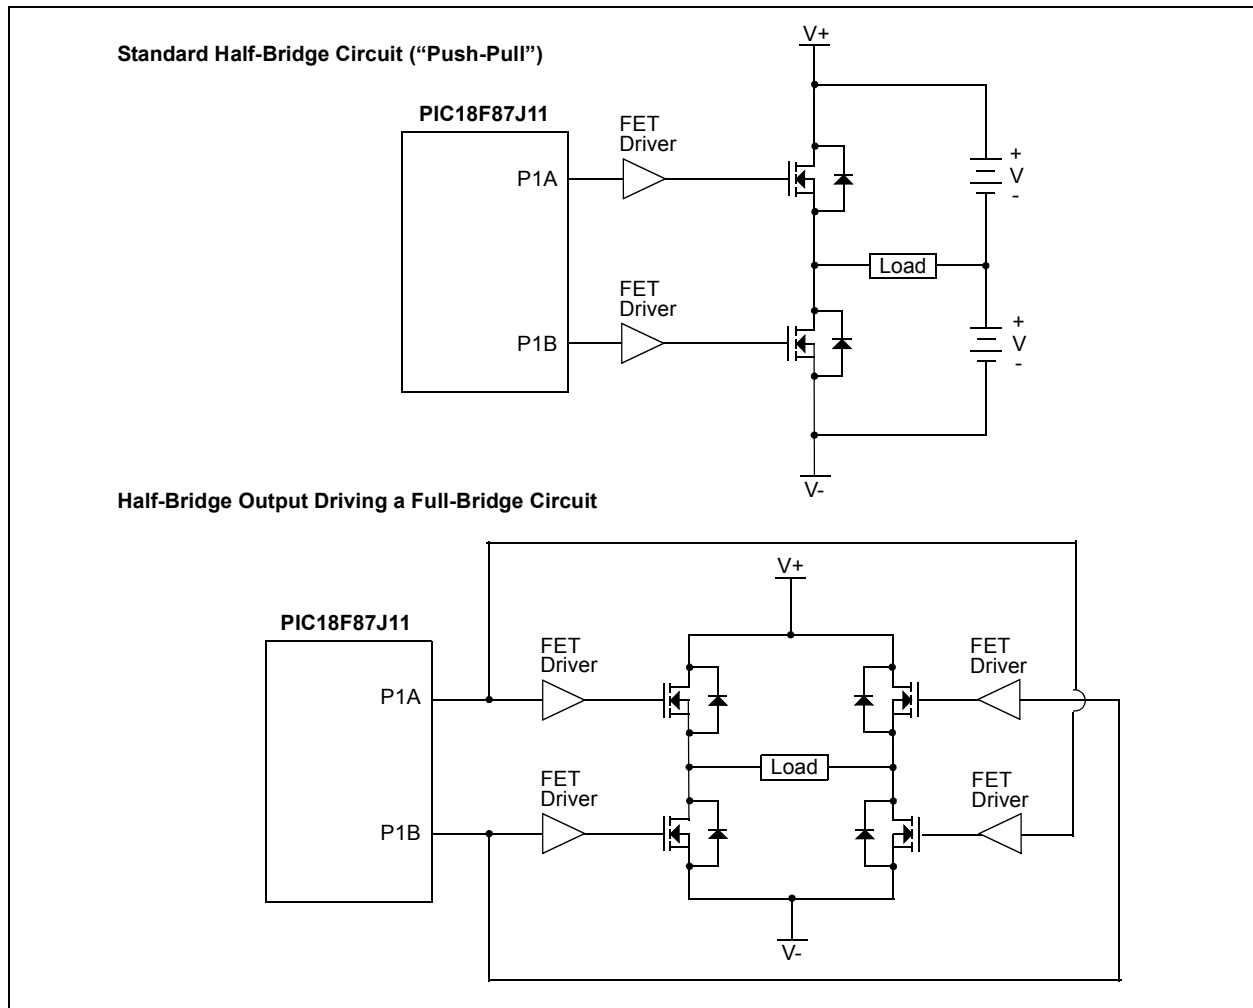 Standard Half-Bridge Circuit (“Push-Pull”)
V+
PIC18F87J11
FET
Driver
P1A
+
V
-
Load
FET
Driver
P1B
+
V
-
V-
Half-Bridge Output Driving a Full-Bridge Circuit
V+
PIC18F87J11
FET
Driver
FET
Driver
P1A
Load
FET
Driver
FET
Driver
P1B
V-